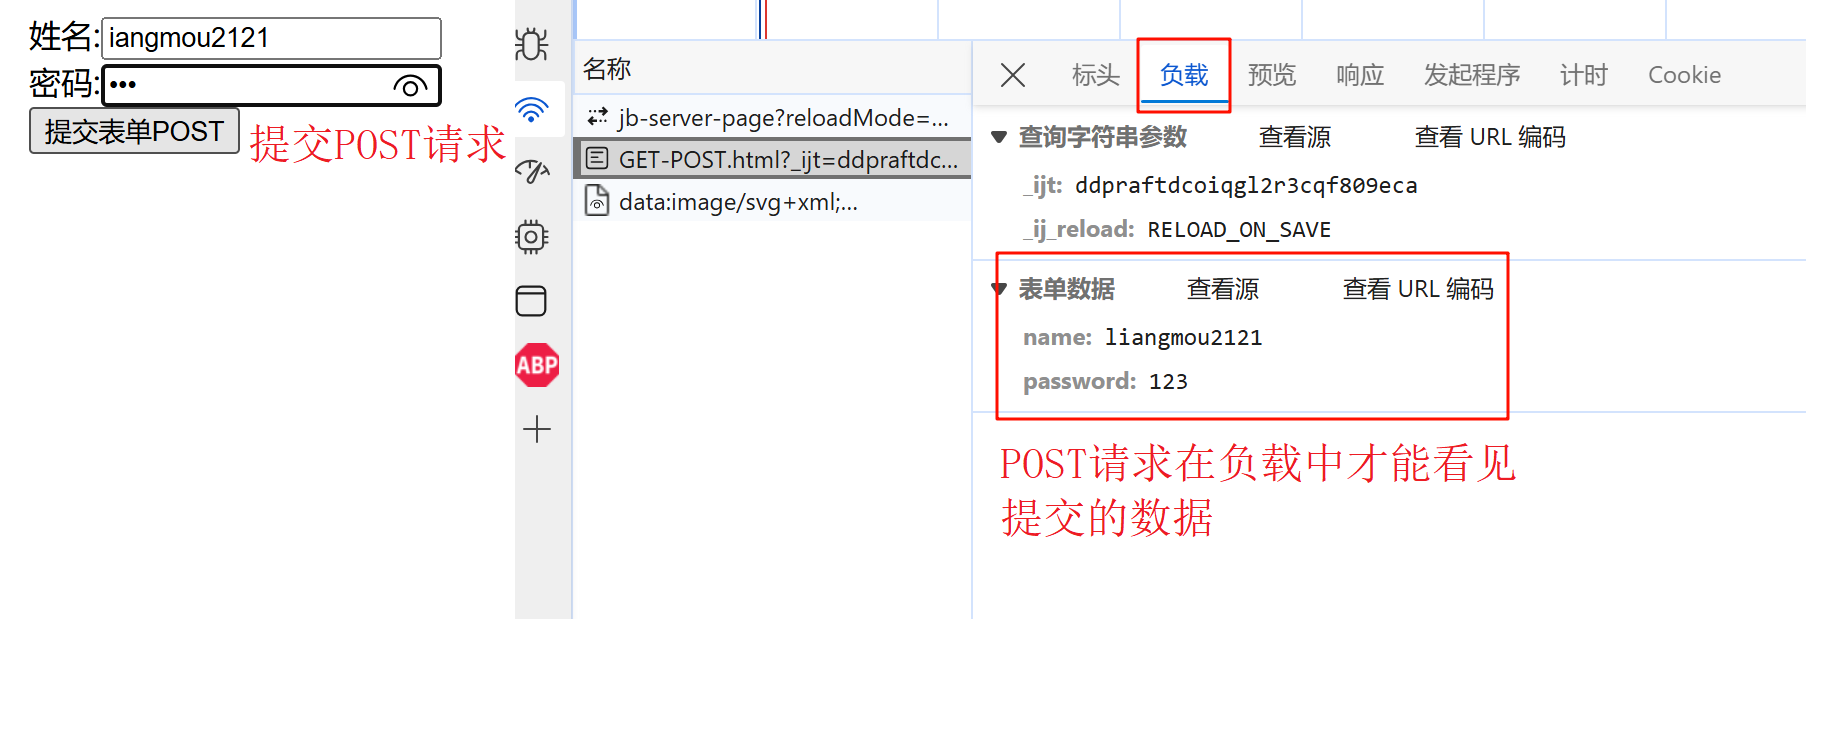 姓名:iangmou2121
密码:•••
提交表单POST
提交POST请求
ABP
名称
jb-server-page?reloadMode=...
GET-POST.html?_ijt=ddpraftdc...
data:image/svg+xml;...
标头 负载 预览 响应 发起程序 计时 Cookie
查询字符串参数 查看源 查看 URL 编码
_ijt: ddpraftdcoiqgl2r3cqf809eca
_ij_reload: RELOAD_ON_SAVE
表单数据 查看源 查看 URL 编码
name: liangmou2121
password: 123
POST请求在负载中才能看见
提交的数据